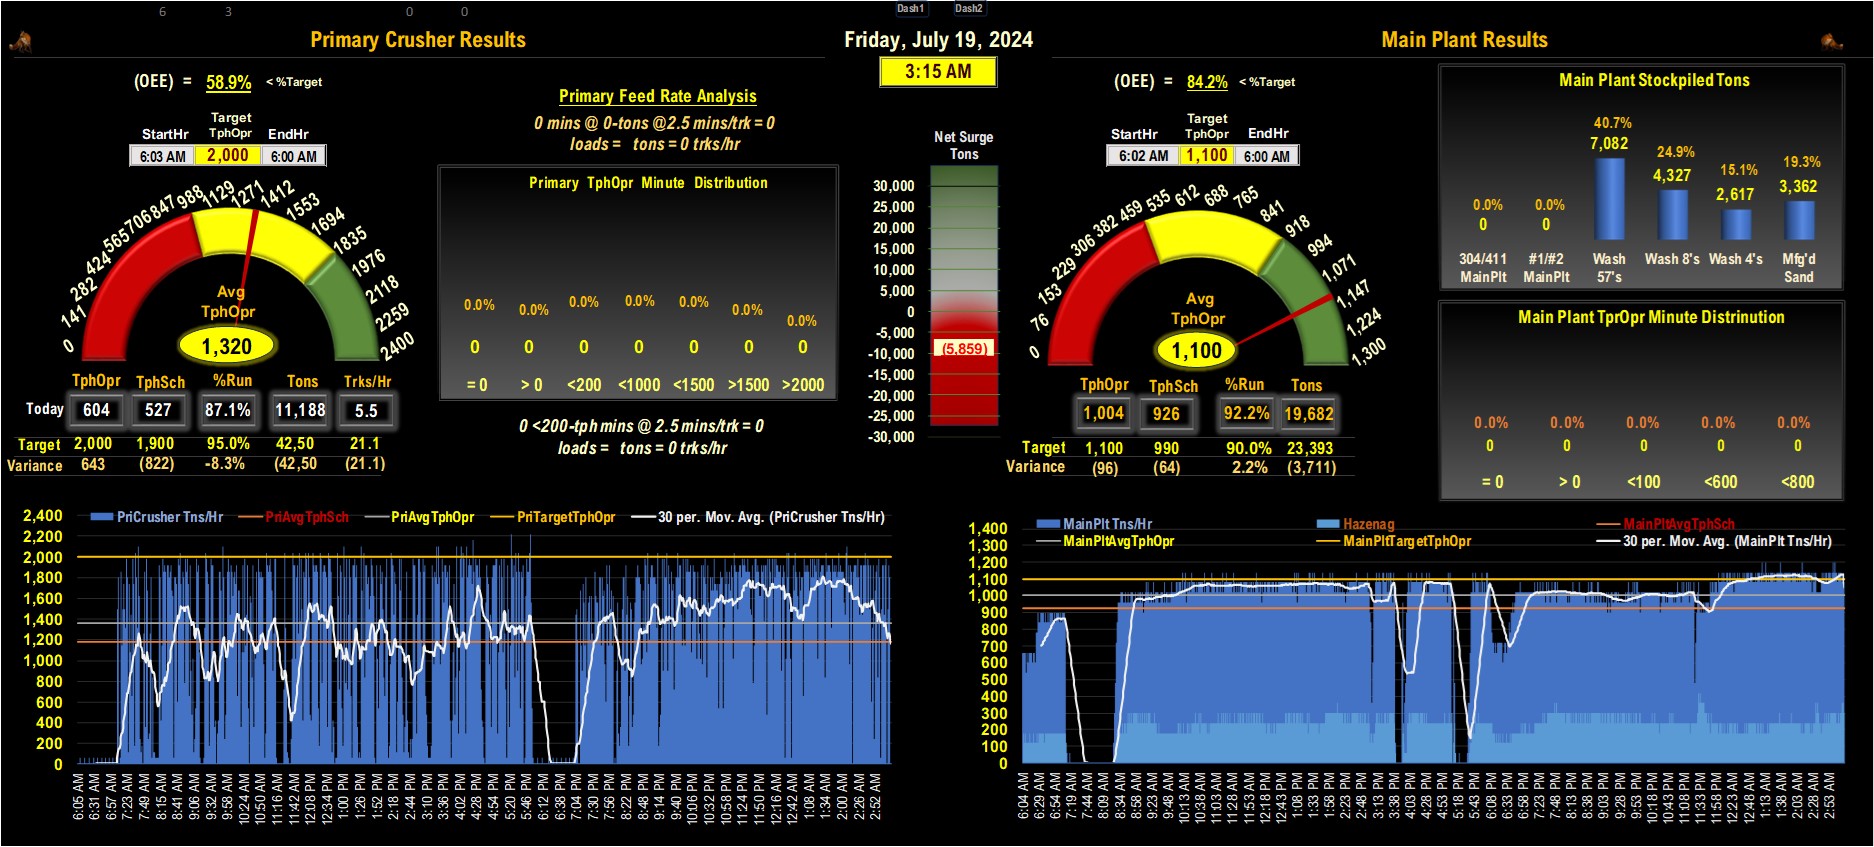 6 3 0 0 Dash1 Dash2
Primary Crusher Results
Friday, July 19, 2024
3:15 AM
Main Plant Results
(OEE) = 58.9% < %Target
Target
StartHr TphOpr EndHr
6:03 AM 2,000 6:00 AM
0 141 282 424 565 706 847 988 1129 1271 1412 1553 1694 1835 1976 2118 2259 2400
Avg
TphOpr
1,320
TphOpr TphSch %Run Tons Trks/Hr
Today 604 527 87.1% 11,188 5.5
Target 2,000 1,900 95.0% 42,50 21.1
Variance 643 (822) -8.3% (42,50 (21.1)
Primary Feed Rate Analysis
0 mins @ 0-tons @2.5 mins/trk = 0
loads = tons = 0 trks/hr
Primary TphOpr Minute Distribution
0.0% 0.0% 0.0% 0.0% 0.0% 0.0% 0.0%
0 0 0 0 0 0 0
= 0 > 0 <200 <1000 <1500 >1500 >2000
0 <200-tph mins @ 2.5 mins/trk = 0
loads = tons = 0 trks/hr
Net Surge
Tons
30,000
25,000
20,000
15,000
10,000
5,000
0
-5,000
(5,859)
-10,000
-15,000
-20,000
-25,000
-30,000
(OEE) = 84.2% < %Target
Target
StartHr TphOpr EndHr
6:02 AM 1,100 6:00 AM
0 76 153 229 306 382 459 535 612 688 765 841 918 994 1,071 1,147 1,224 1,300
Avg
TphOpr
1,100
TphOpr TphSch %Run Tons
1,004 926 92.2% 19,682
Target 1,100 990 90.0% 23,393
Variance (96) (64) 2.2% (3,711)
Main Plant Stockpiled Tons
0.0% 0.0% 40.7% 24.9% 15.1% 19.3%
0 0 7,082 4,327 2,617 3,362
304/411 #1/#2 Wash Wash 8's Wash 4's Mfg'd
MainPlt MainPlt 57's Sand
Main Plant TprOpr Minute Distrinution
0.0% 0.0% 0.0% 0.0% 0.0%
0 0 0 0 0
= 0 > 0 <100 <600 <800
PriCrusher Tns/Hr PriAvgTphSch PriAvgTphOpr PriTargetTphOpr 30 per. Mov. Avg. (PriCrusher Tns/Hr)
2,400
2,200
2,000
1,800
1,600
1,400
1,200
1,000
800
600
400
200
0
6:05 AM 6:31 AM 6:57 AM 7:23 AM 7:49 AM 8:15 AM 8:41 AM 9:06 AM 9:32 AM 9:58 AM 10:24 AM 10:50 AM 11:16 AM 11:42 AM 12:08 PM 12:34 PM 1:00 PM 1:26 PM 1:52 PM 2:18 PM 2:44 PM 3:10 PM 3:36 PM 4:02 PM 4:28 PM 4:54 PM 5:20 PM 5:46 PM 6:12 PM 6:38 PM 7:04 PM 7:30 PM 7:56 PM 8:22 PM 8:48 PM 9:14 PM 9:40 PM 10:06 PM 10:32 PM 10:58 PM 11:24 PM 11:50 PM 12:16 AM 12:42 AM 1:08 AM 1:34 AM 2:00 AM 2:26 AM 2:52 AM
MainPlt Tns/Hr Hazenag MainPltAvgTphSch
MainPltAvgTphOpr MainPltTargetTphOpr 30 per. Mov. Avg. (MainPlt Tns/Hr)
1,400
1,300
1,200
1,100
1,000
900
800
700
600
500
400
300
200
100
0
6:04 AM 6:29 AM 6:54 AM 7:19 AM 7:44 AM 8:09 AM 8:34 AM 8:58 AM 9:23 AM 9:48 AM 10:13 AM 10:38 AM 11:03 AM 11:28 AM 11:53 AM 12:18 PM 12:43 PM 1:08 PM 1:33 PM 1:58 PM 2:23 PM 2:48 PM 3:13 PM 3:38 PM 4:03 PM 4:28 PM 4:53 PM 5:18 PM 5:43 PM 6:08 PM 6:33 PM 6:58 PM 7:23 PM 7:48 PM 8:13 PM 8:38 PM 9:03 PM 9:28 PM 9:53 PM 10:18 PM 10:43 PM 11:08 PM 11:33 PM 11:58 PM 12:23 AM 12:48 AM 1:13 AM 1:38 AM 2:03 AM 2:28 AM 2:53 AM